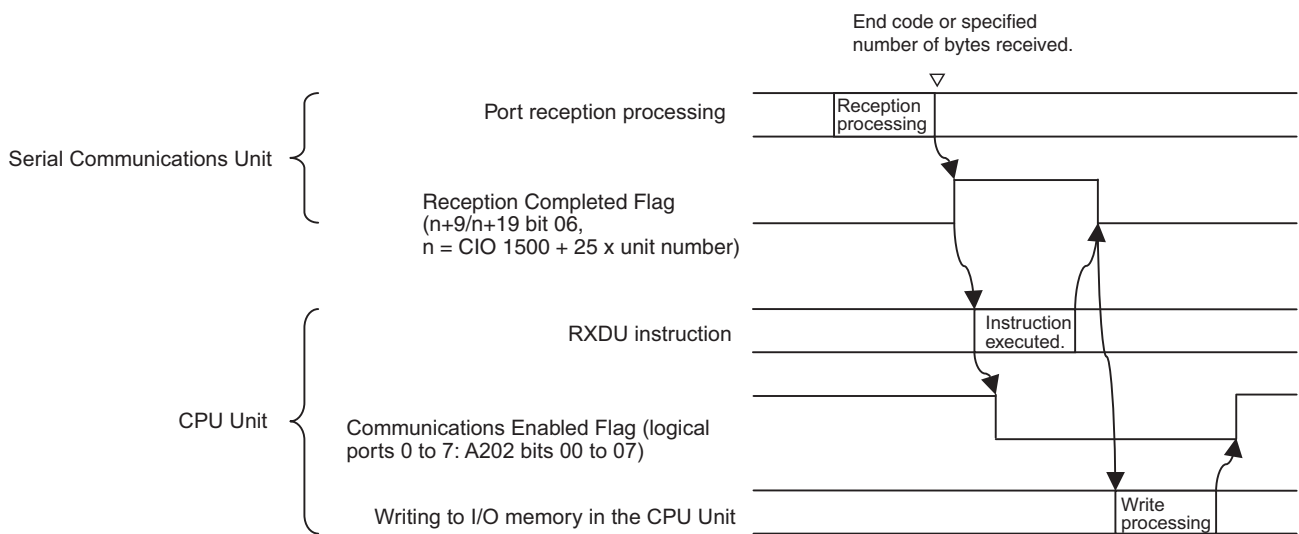 End code or specified
number of bytes received.
Port reception processing
Reception
processing
Serial Communications Unit
Reception Completed Flag
(n+9/n+19 bit 06,
n = CIO 1500 + 25 x unit number)
RXDU instruction
Instruction
executed.
CPU Unit
Communications Enabled Flag (logical
ports 0 to 7: A202 bits 00 to 07)
Writing to I/O memory in the CPU Unit
Write
processing